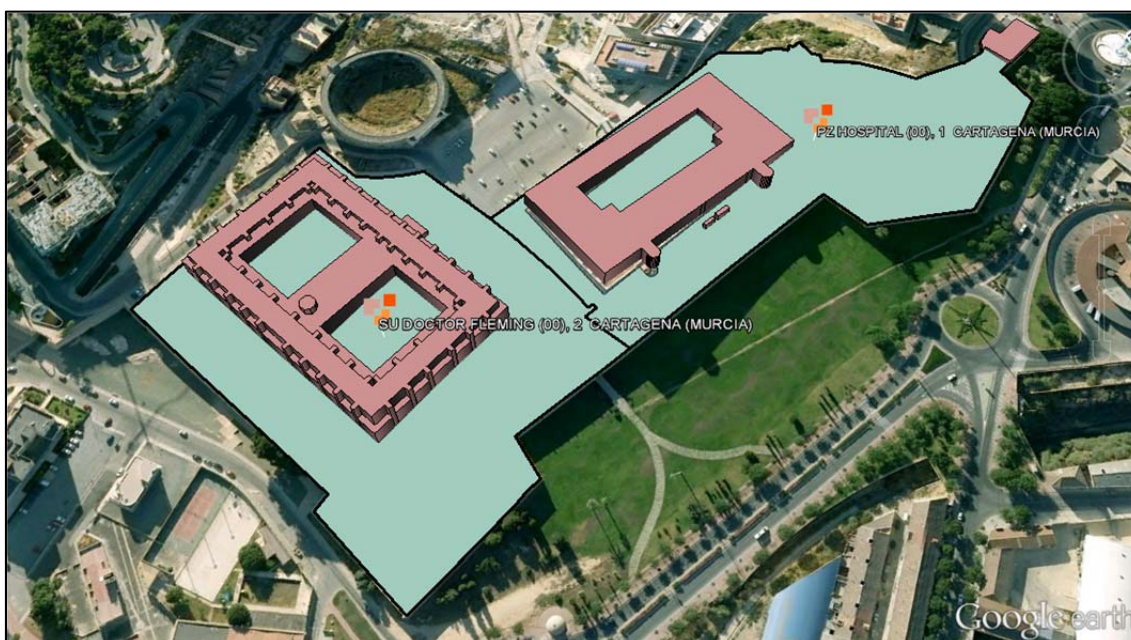 PZ HOSPITAL (00), 1 CARTAGENA (MURCIA)
SU DOCTOR FLEMING (00), 2 CARTAGENA (MURCIA)
Google earth